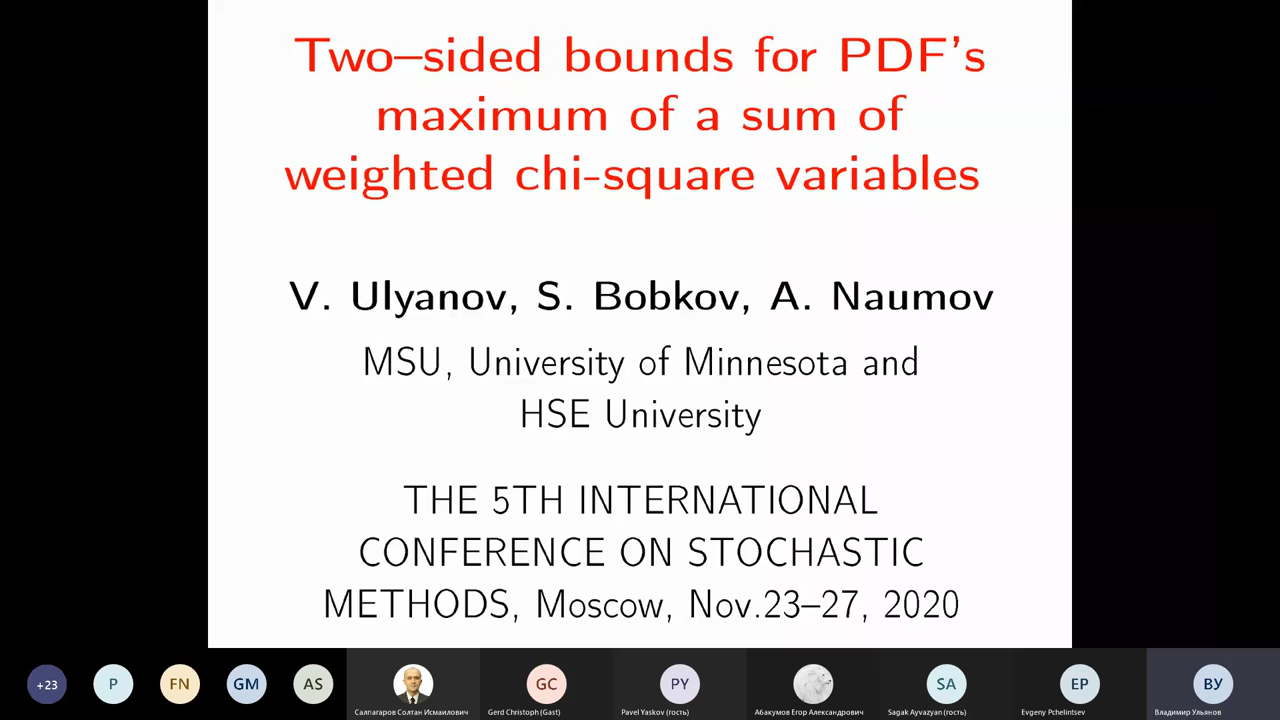 Two–sided bounds for PDF's
maximum of a sum of
weighted chi-square variables
V. Ulyanov, S. Bobkov, A. Naumov
MSU, University of Minnesota and
HSE University
THE 5TH INTERNATIONAL
CONFERENCE ON STOCHASTIC
METHODS, Moscow, Nov.23–27, 2020
+23
P
FN
GM
AS
GC
PY
SA
EP
ВУ
Салпагаров Солтан Исмаилович
Gerd Christoph (Gast)
Pavel Yaskov (гость)
Абакумов Егор Александрович
Sagak Ayvazyan (гость)
Evgeny Pchelintsev
Владимир Ульянов